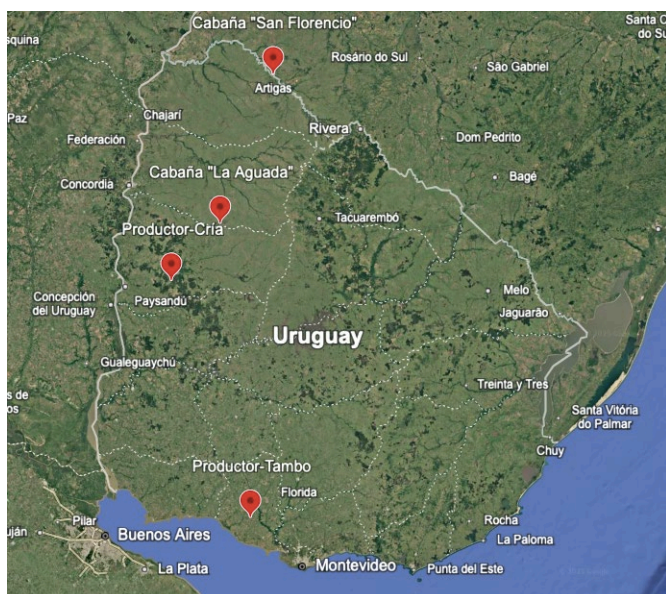 Cabaña "San Florencio"
Santa C
do Su
squina
Rosário do Sul
São Gabriel
Artigas
Chajarí
Paz
Rivera
Federación
Dom Pedrito
Cabaña "La Aguada"
Bagé
Concordia
Tacuarembó
Productor-Cría
Melo
Concepción
del Uruguay
Paysandú
Jaguarão
Uruguay
Gualeguaychú
Treinta y Tres
s de
os
Santa Vitória
do Palmar
Chuy
Productor-Tambo
Florida
Pilar
Rocha
uján
Buenos Aires
La Paloma
Montevideo
La Plata
Punta del Este